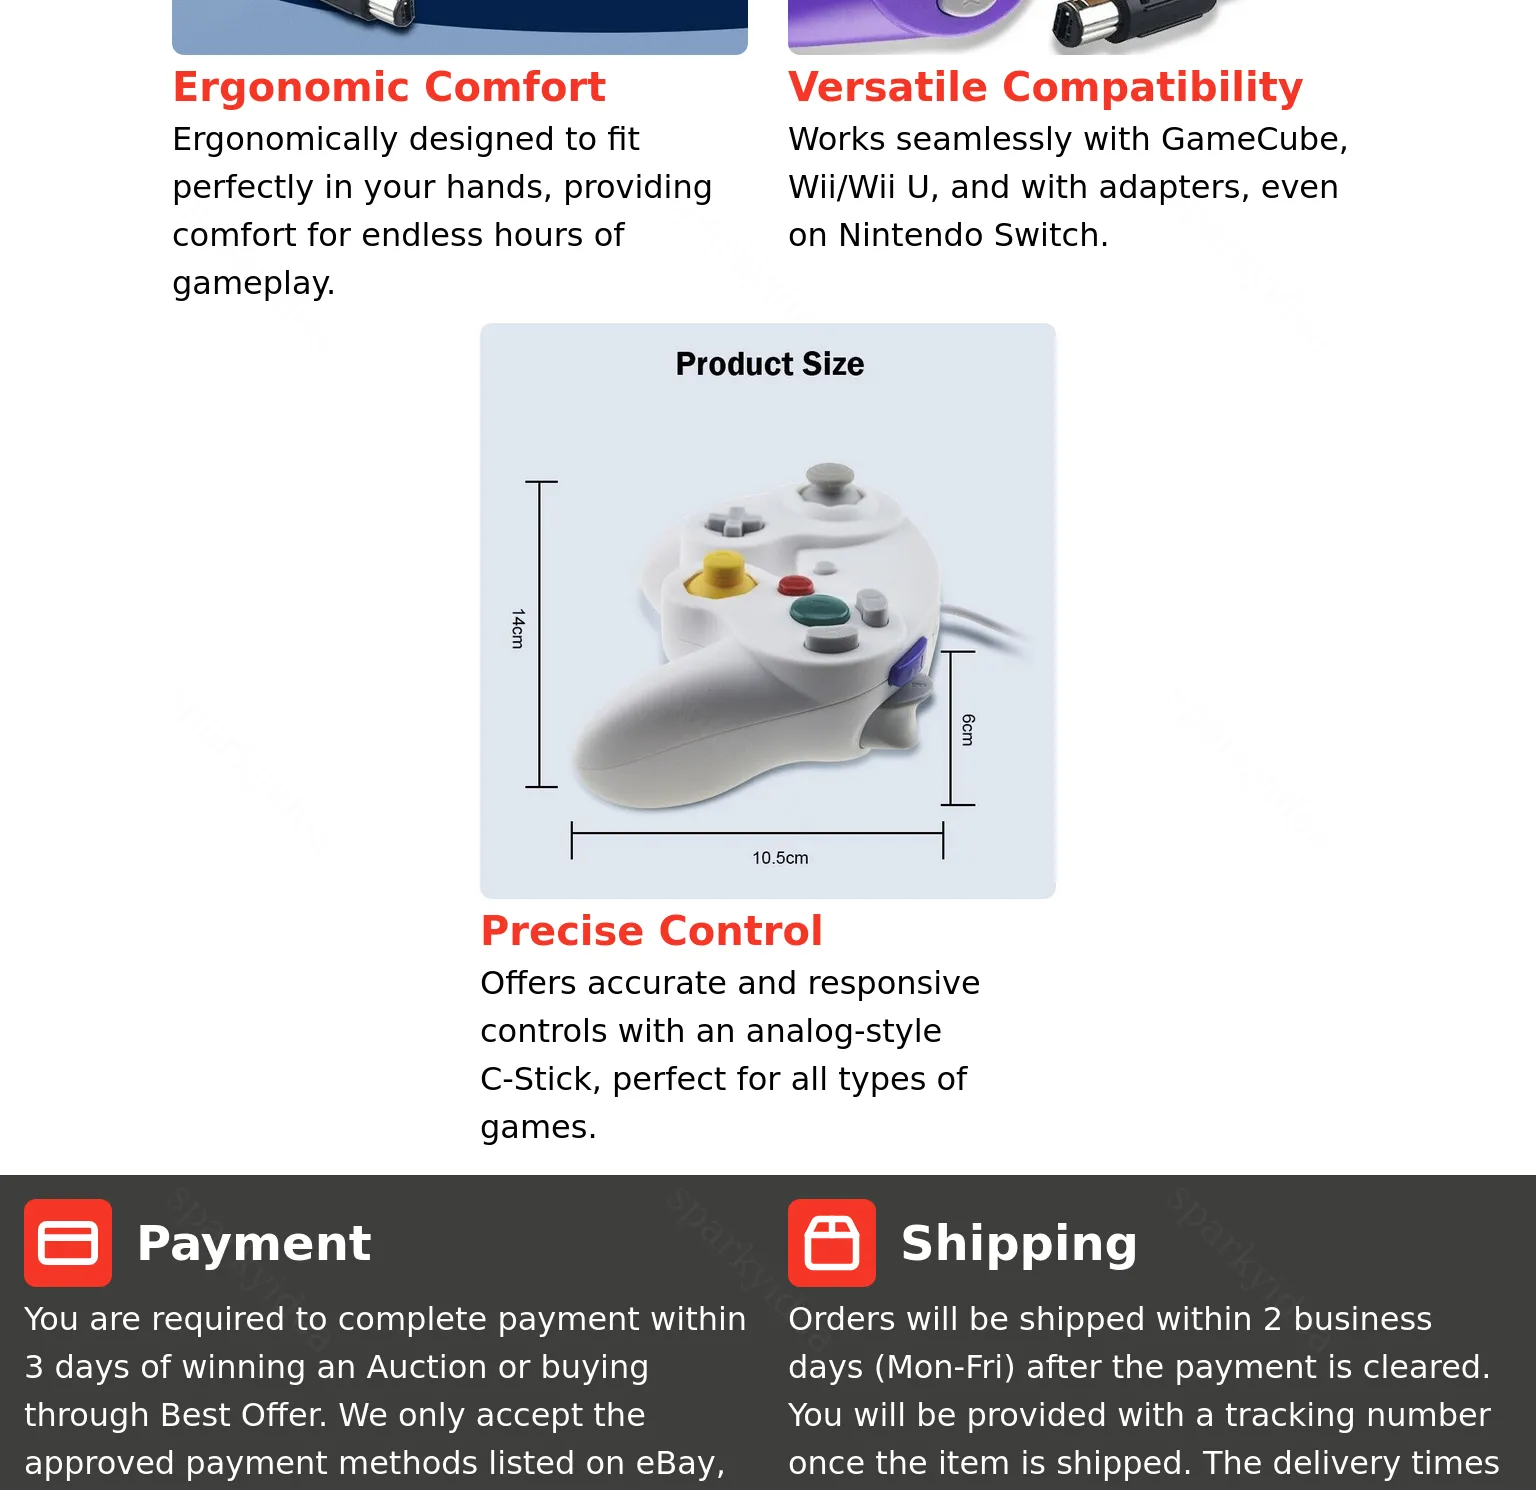 Ergonomic Comfort
Ergonomically designed to fit
perfectly in your hands, providing
comfort for endless hours of
gameplay.
Versatile Compatibility
Works seamlessly with GameCube,
Wii/Wii U, and with adapters, even
on Nintendo Switch.
Product Size
14cm
6cm
10.5cm
Precise Control
Offers accurate and responsive
controls with an analog-style
C-Stick, perfect for all types of
games.
Payment
You are required to complete payment within
3 days of winning an Auction or buying
through Best Offer. We only accept the
approved payment methods listed on eBay,
Shipping
Orders will be shipped within 2 business
days (Mon-Fri) after the payment is cleared.
You will be provided with a tracking number
once the item is shipped. The delivery times